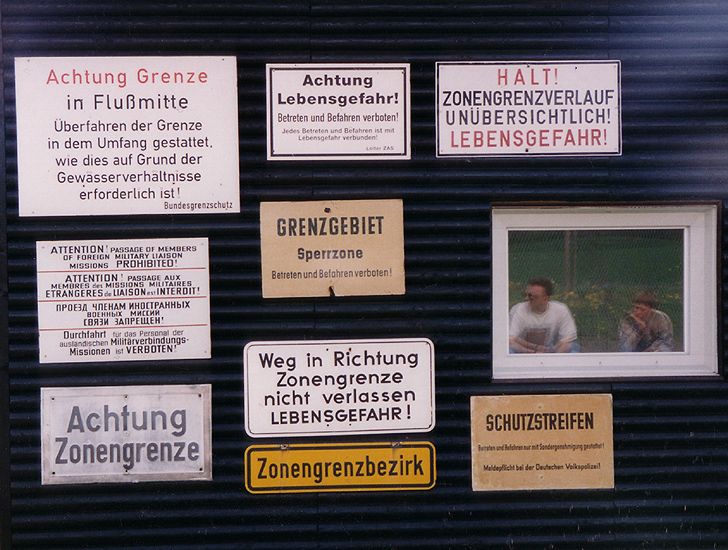 Achtung Grenze
in Flußmitte
Überfahren der Grenze
in dem Umfang gestattet,
wie dies auf Grund der
Gewässerverhältnisse
erforderlich ist!
Bundesgrenzschutz
Achtung
Lebensgefahr!
Betreten und Befahren verboten!
Jedes Betreten und Befahren ist mit
Lebensgefahr verbunden!
Leiter ZAS
HALT!
ZONENGRENZVERLAUF
UNÜBERSICHTLICH!
LEBENSGEFAHR!
GRENZGEBIET
Sperrzone
Betreten und Befahren verboten!
ATTENTION! PASSAGE OF MEMBERS
OF FOREIGN MILITARY LIAISON
MISSIONS PROHIBITED!
ATTENTION! PASSAGE AUX
MEMBRES DES MISSIONS MILITAIRES
ETRANGERES de LIAISON est INTERDIT!
ПРОЕЗД ЧЛЕНАМ ИНОСТРАННЫХ
ВОЕННЫХ МИССИИ
СВЯЗИ ЗАПРЕЩЕН!
Durchfahrt für das Personal der
ausländischen Militärverbindungs-
Missionen ist VERBOTEN!
Weg in Richtung
Zonengrenze
nicht verlassen
LEBENSGEFAHR!
Achtung
Zonengrenze
Zonengrenzbezirk
SCHUTZSTREIFEN
Betreten und Befahren nur mit Sondergenehmigung gestattet!
Meldepflicht bei der Deutschen Volkspolizei!